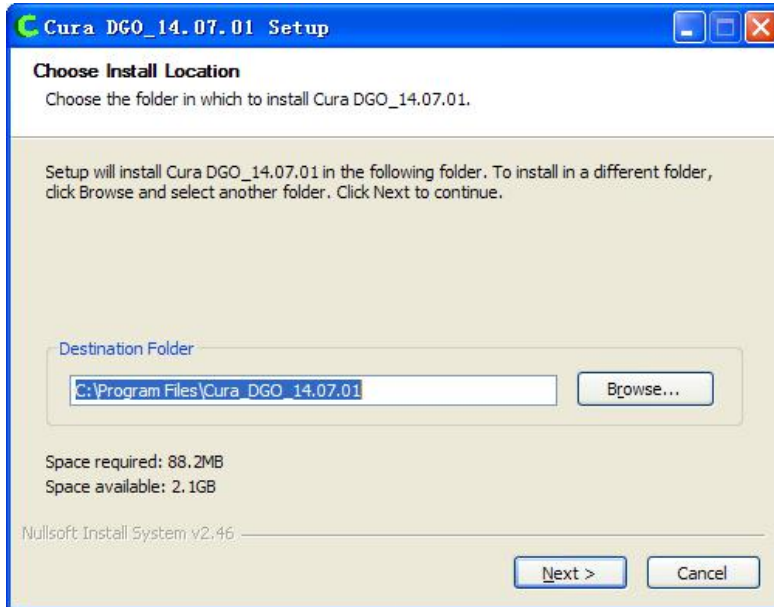 Cura DGO_14.07.01 Setup
Choose Install Location
Choose the folder in which to install Cura DGO_14.07.01.
Setup will install Cura DGO_14.07.01 in the following folder. To install in a different folder,
click Browse and select another folder. Click Next to continue.
Destination Folder
C:\Program Files\Cura_DGO_14.07.01
Browse...
Space required: 88.2MB
Space available: 2.1GB
Nullsoft Install System v2.46
Next >
Cancel